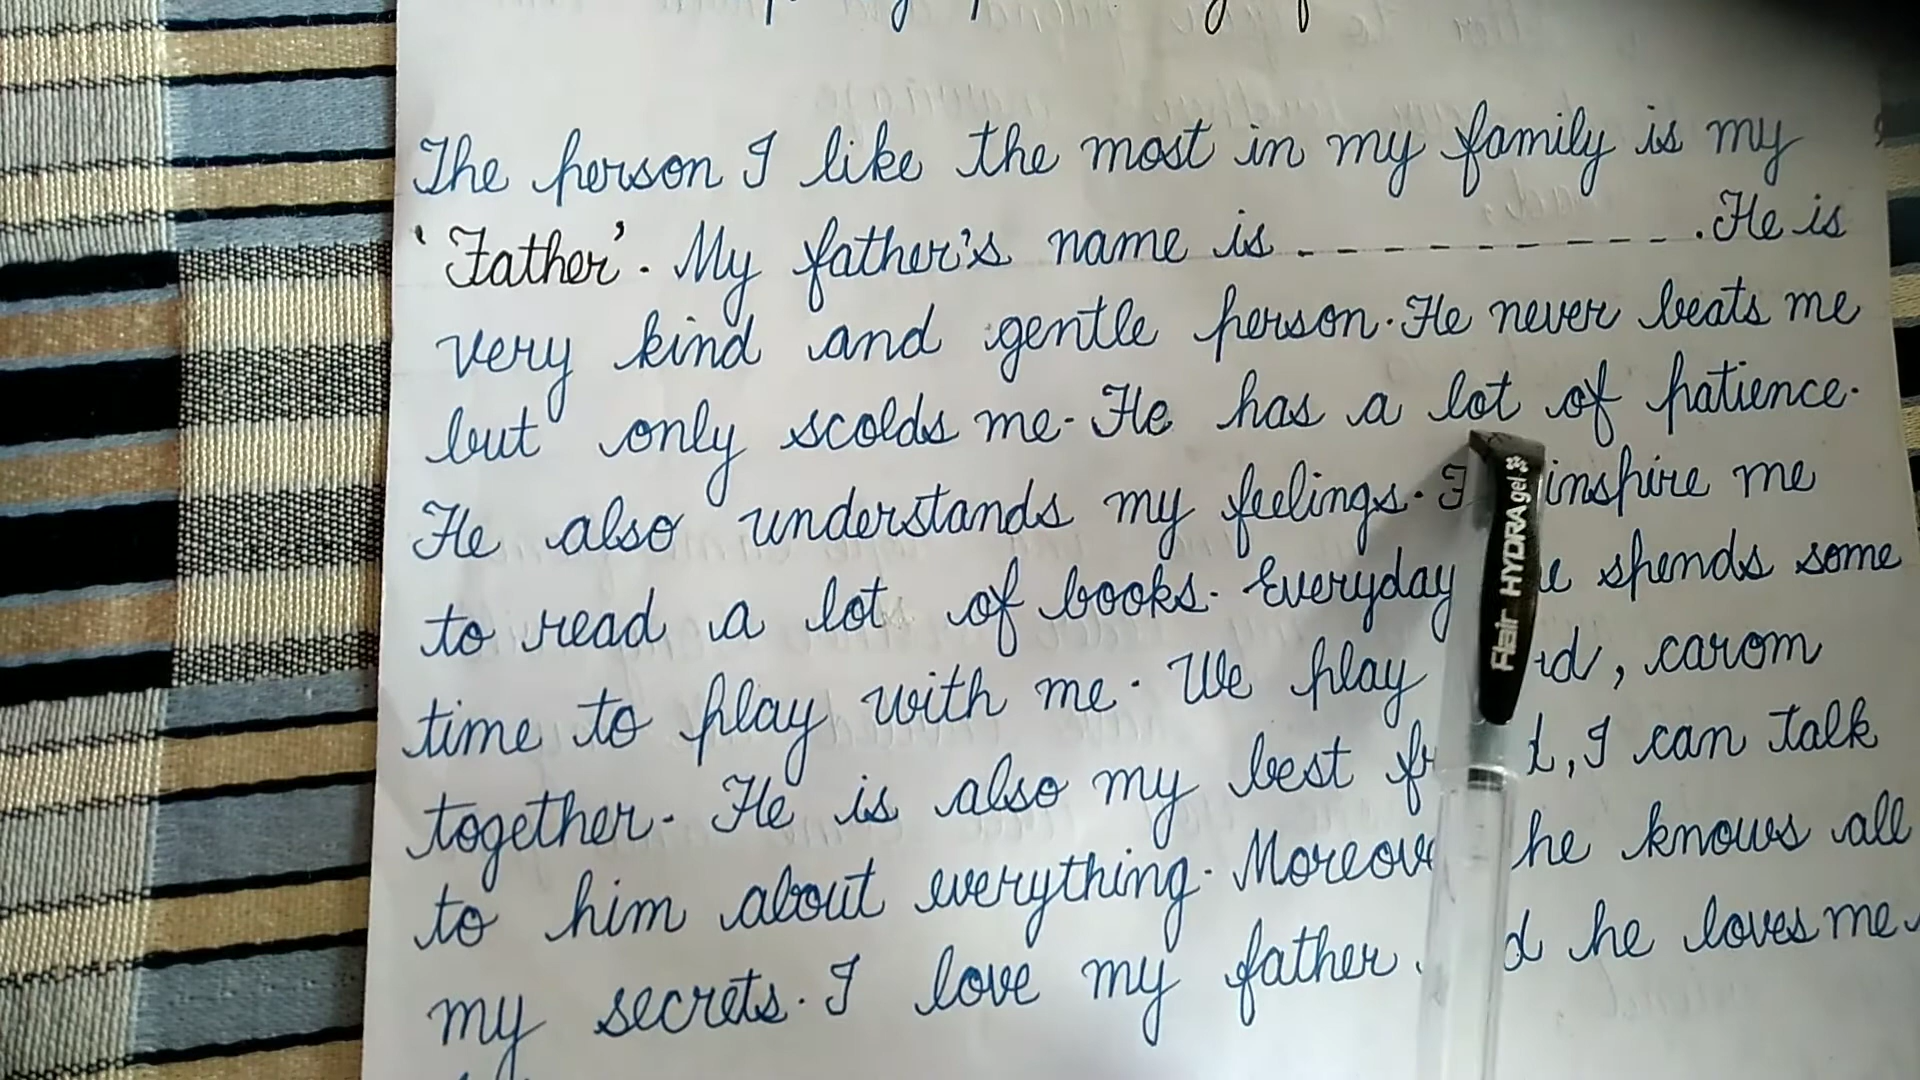 The person I like the most in my family is my
'Father'. My father's name is ---------- . He is
very kind and gentle person. He never beats me
but only scolds me. He has a lot of patience.
He also understands my feelings. inspire me
to read a lot of books. Everyday spends some
time to play with me. We play , carom
together. He is also my best , I can talk
to him about everything. he knows all
my secrets. I love my father he loves me
Flair HYDRA gel